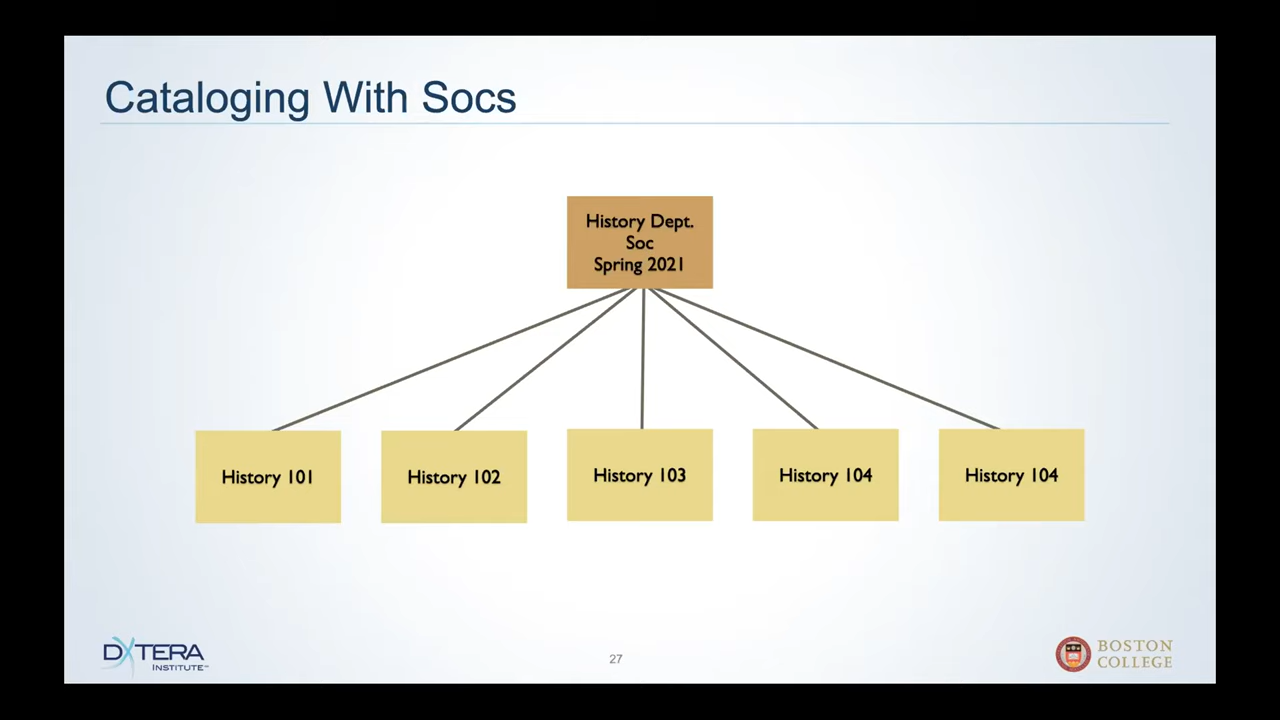 Cataloging With Socs
History Dept.
Soc
Spring 2021
History 101
History 102
History 103
History 104
History 104
DXTERA
INSTITUTE
27
BOSTON
COLLEGE